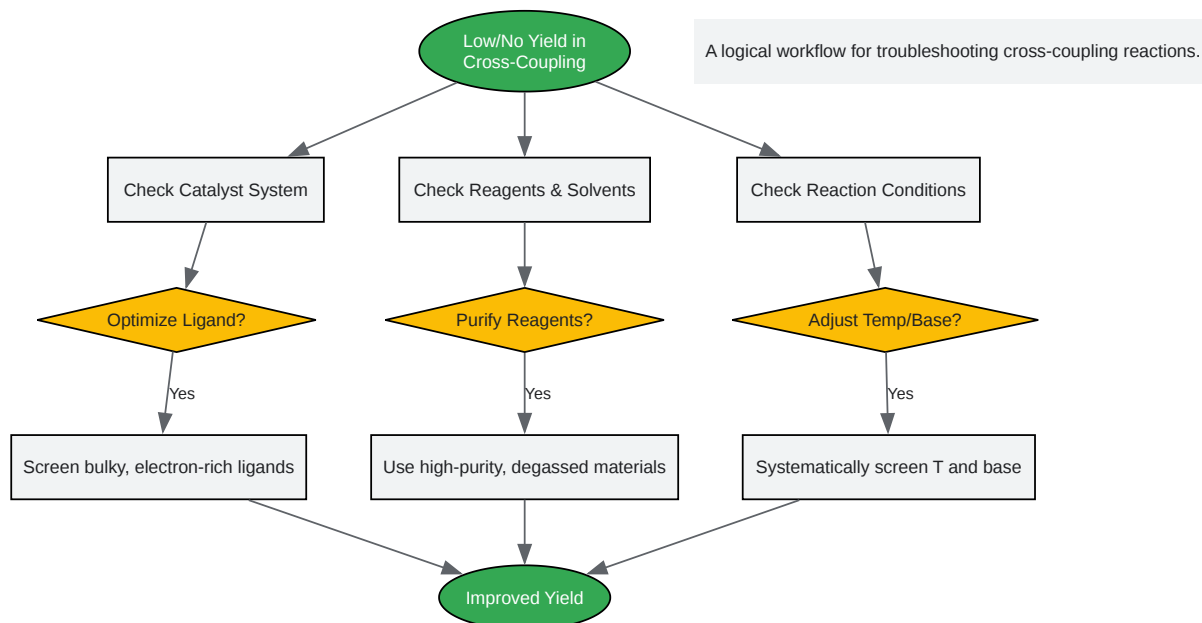 Low/No Yield in
Cross-Coupling
A logical workflow for troubleshooting cross-coupling reactions.
Check Catalyst System
Check Reagents & Solvents
Check Reaction Conditions
Optimize Ligand?
Purify Reagents?
Adjust Temp/Base?
Yes
Yes
Yes
Screen bulky, electron-rich ligands
Use high-purity, degassed materials
Systematically screen T and base
Improved Yield